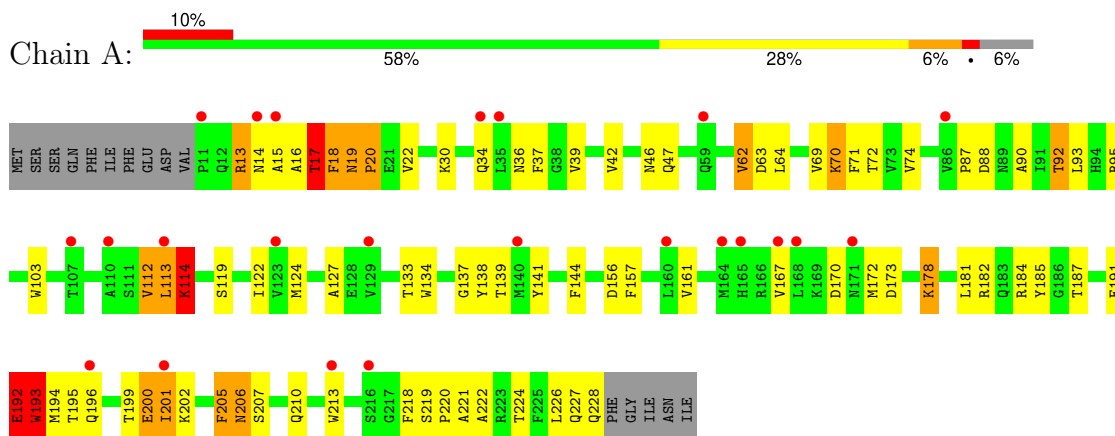 10%
Chain A:
58% 28% 6% • 6%
MET SER SER GLN PHE ILE PHE GLU ASP VAL P11 Q12 R13 N14 A15 A16 T17 F18 N19 P20 E21 V22 K30 Q34 L35 N36 F37 G38 V39 V42 N46 Q47 Q59 V62 D63 L64 V69 K70 F71 T72 V73 V74 V86 P87 D88 N89 A90 I91 T92 L93 H94
W103 T107 A110 S111 V112 L113 K114 S119 I122 V123 M124 A127 E128 V129 T133 W134 G137 Y138 T139 M140 Y141 F144 D156 F157 L160 V161 M164 H165 R166 V167 L168 K169 D170 N171 M172 D173 K178 L181 R182 Q183 R184 Y185 G186 T187
E192 W193 M194 T195 Q196 T199 E200 I201 K202 F205 N206 S207 Q210 W213 S216 G217 F218 S219 P220 A221 A222 R223 T224 F225 L226 Q227 Q228 PHE GLY ILE ASN ILE